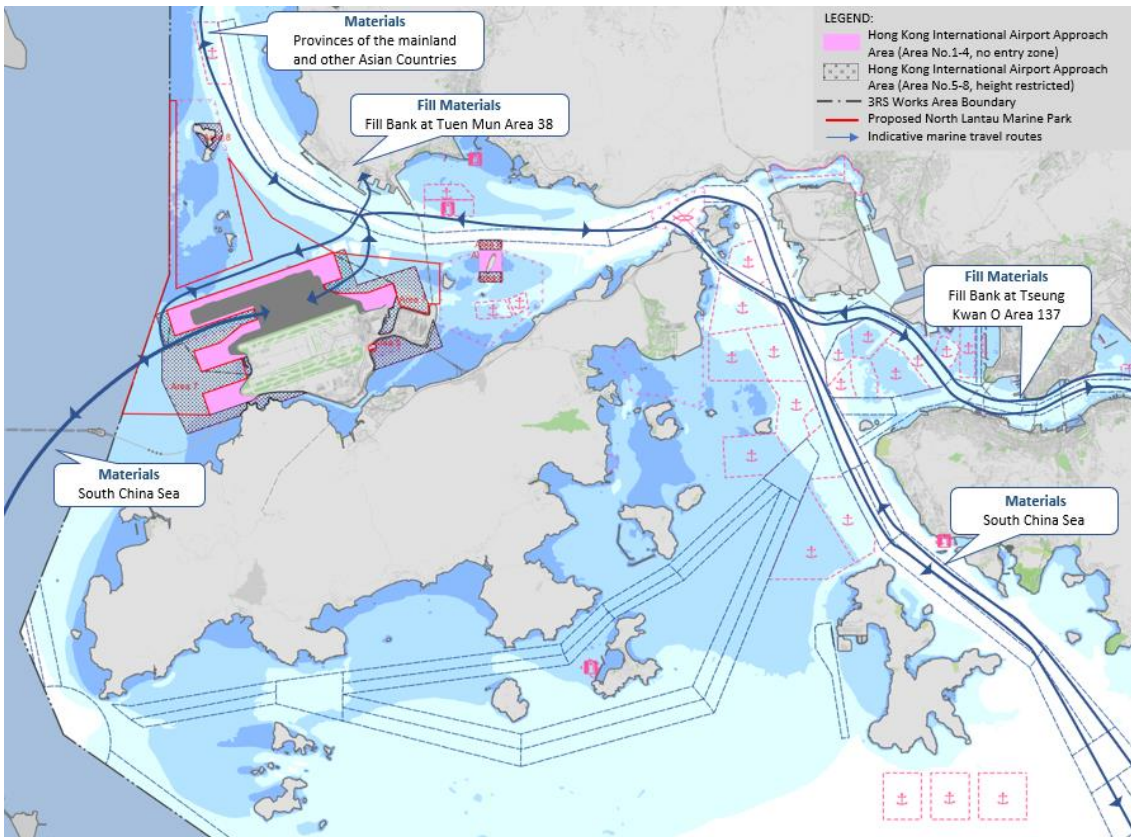 Materials
Provinces of the mainland
and other Asian Countries
LEGEND:
Hong Kong International Airport Approach
Area (Area No.1-4, no entry zone)
Hong Kong International Airport Approach
Area (Area No.5-8, height restricted)
3RS Works Area Boundary
Proposed North Lantau Marine Park
Indicative marine travel routes
Fill Materials
Fill Bank at Tuen Mun Area 38
Fill Materials
Fill Bank at Tseung
Kwan O Area 137
Area 7
Materials
South China Sea
Materials
South China Sea